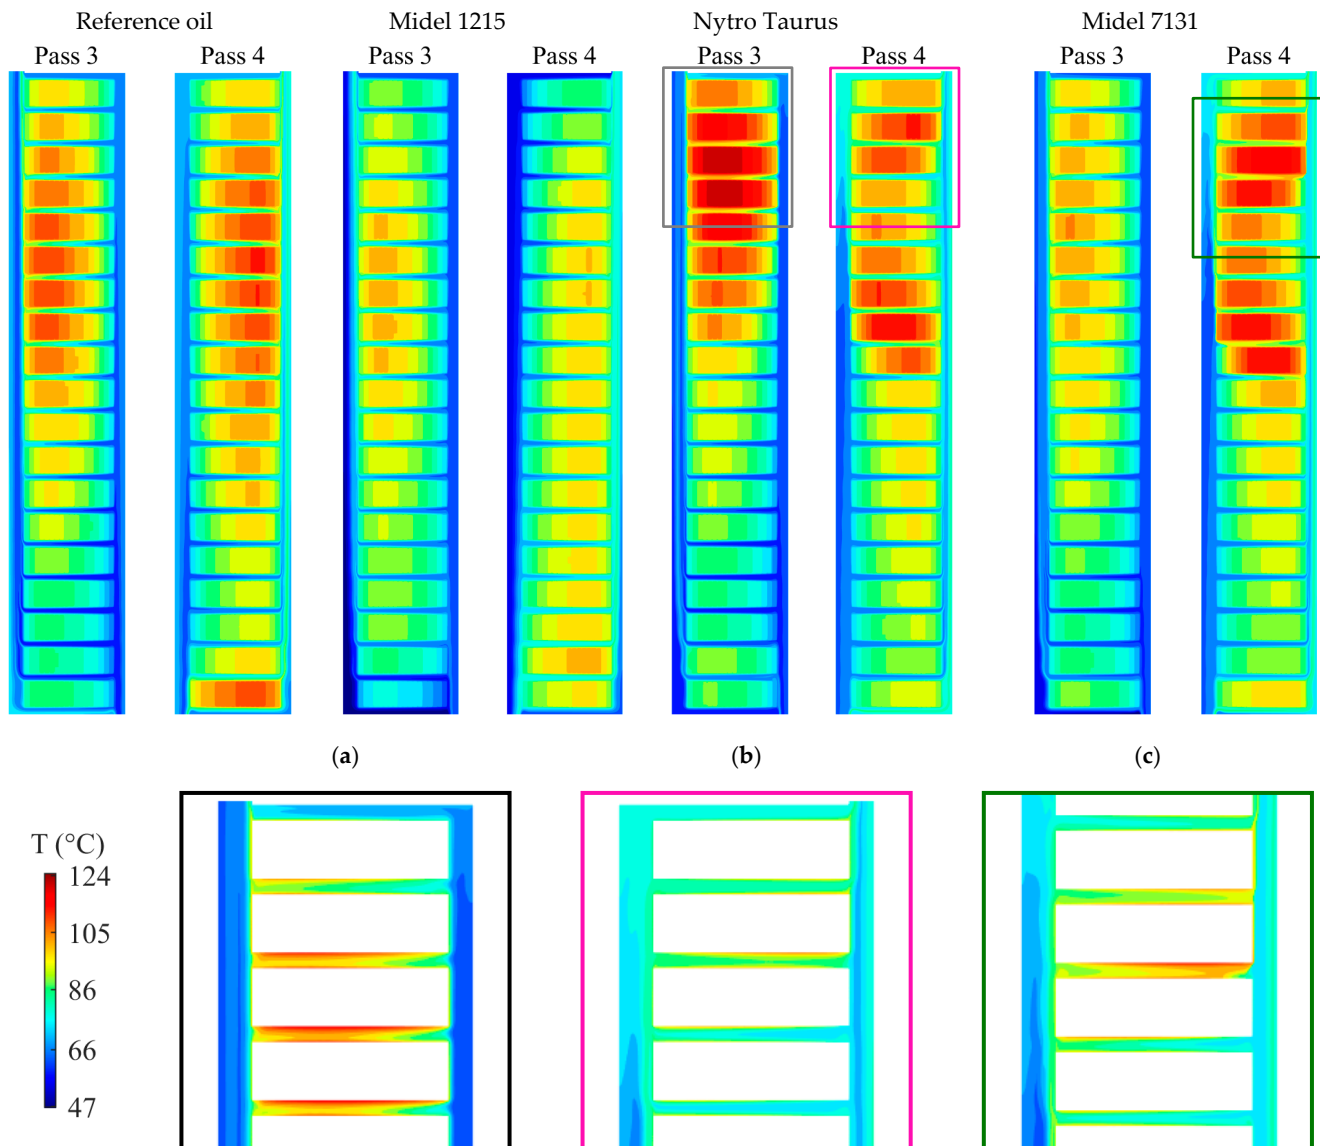 Reference oil Midel 1215 Nytro Taurus Midel 7131
Pass 3 Pass 4 Pass 3 Pass 4 Pass 3 Pass 4 Pass 3 Pass 4
(a) (b) (c)
T (°C)
124
105
86
66
47